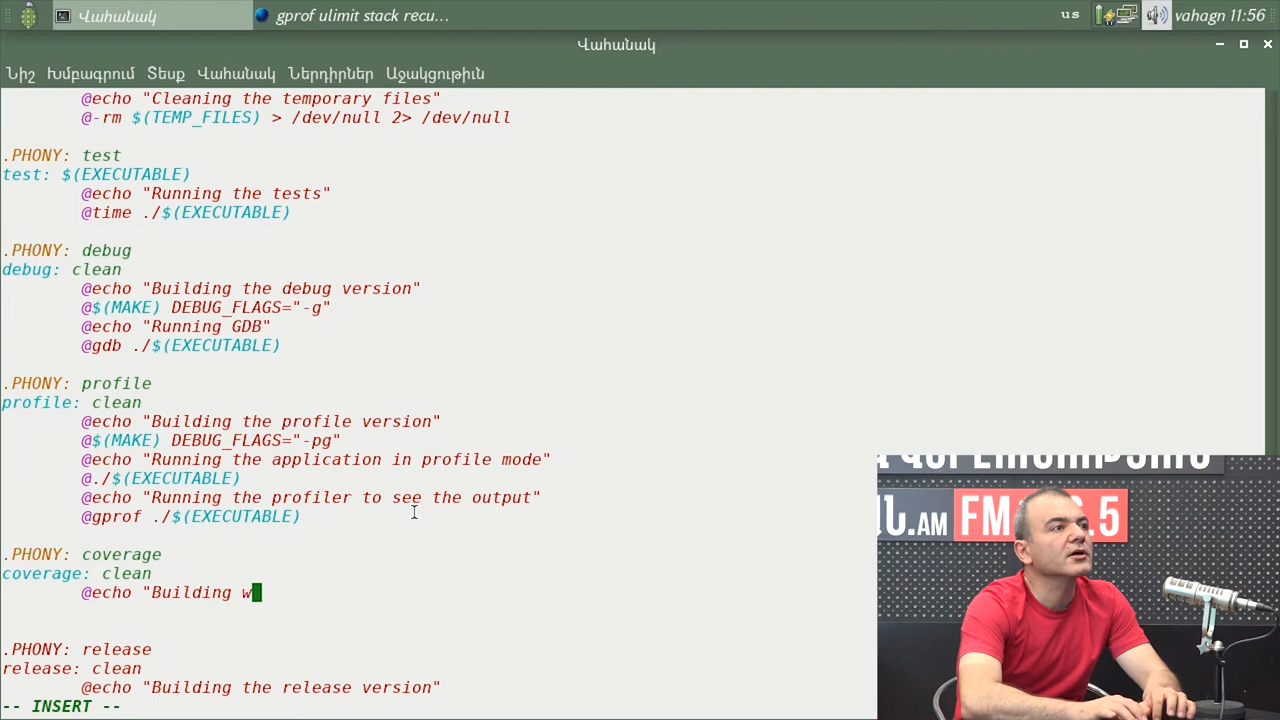 Վահանակ
gprof ulimit stack recu...
us
vahagn 11:56
Վահանակ
Նիշ Խմբագրում Տեսք Վահանակ Ներդիրներ Աջակցութիւն
@echo "Cleaning the temporary files"
@-rm $(TEMP_FILES) > /dev/null 2> /dev/null
.PHONY: test
test: $(EXECUTABLE)
@echo "Running the tests"
@time ./$(EXECUTABLE)
.PHONY: debug
debug: clean
@echo "Building the debug version"
@$(MAKE) DEBUG_FLAGS="-g"
@echo "Running GDB"
@gdb ./$(EXECUTABLE)
.PHONY: profile
profile: clean
@echo "Building the profile version"
@$(MAKE) DEBUG_FLAGS="-pg"
@echo "Running the application in profile mode"
@./$(EXECUTABLE)
@echo "Running the profiler to see the output"
@gprof ./$(EXECUTABLE)
.PHONY: coverage
coverage: clean
@echo "Building w
.PHONY: release
release: clean
@echo "Building the release version"
-- INSERT --
ԱՆ.AM